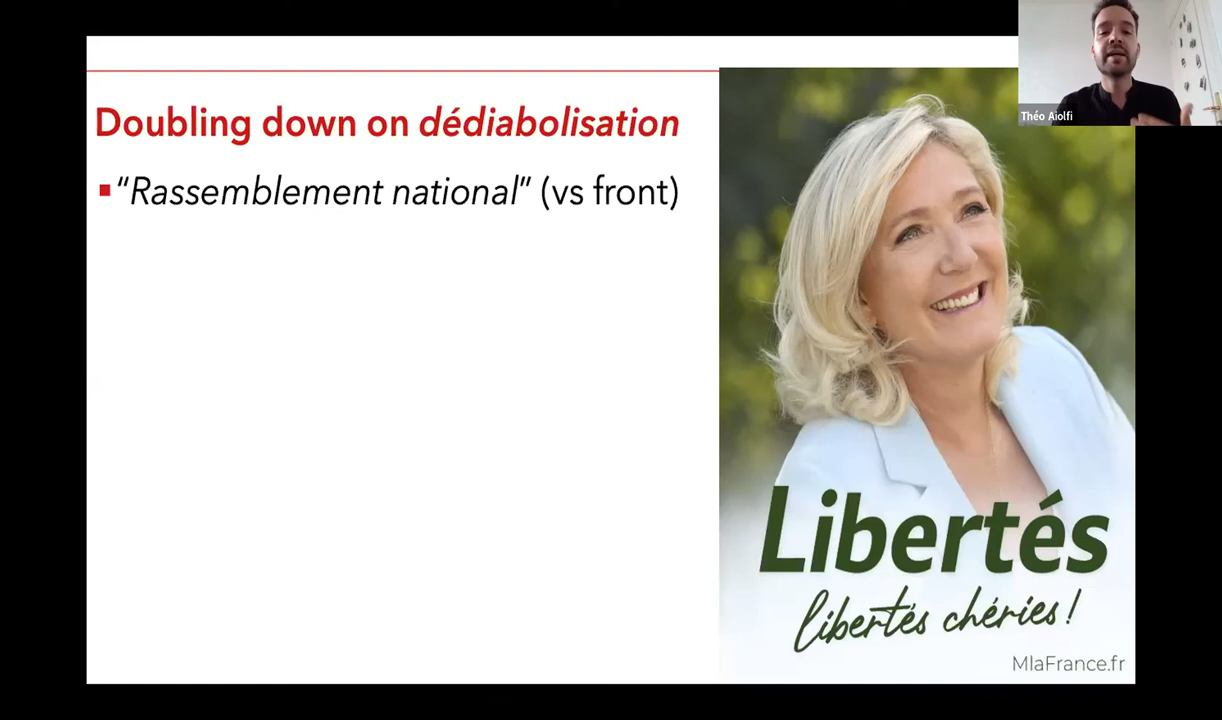 Doubling down on dédiabolisation
▪“Rassemblement national” (vs front)
Théo Aiolfi
Libertés
libertés chéries !
MlaFrance.fr